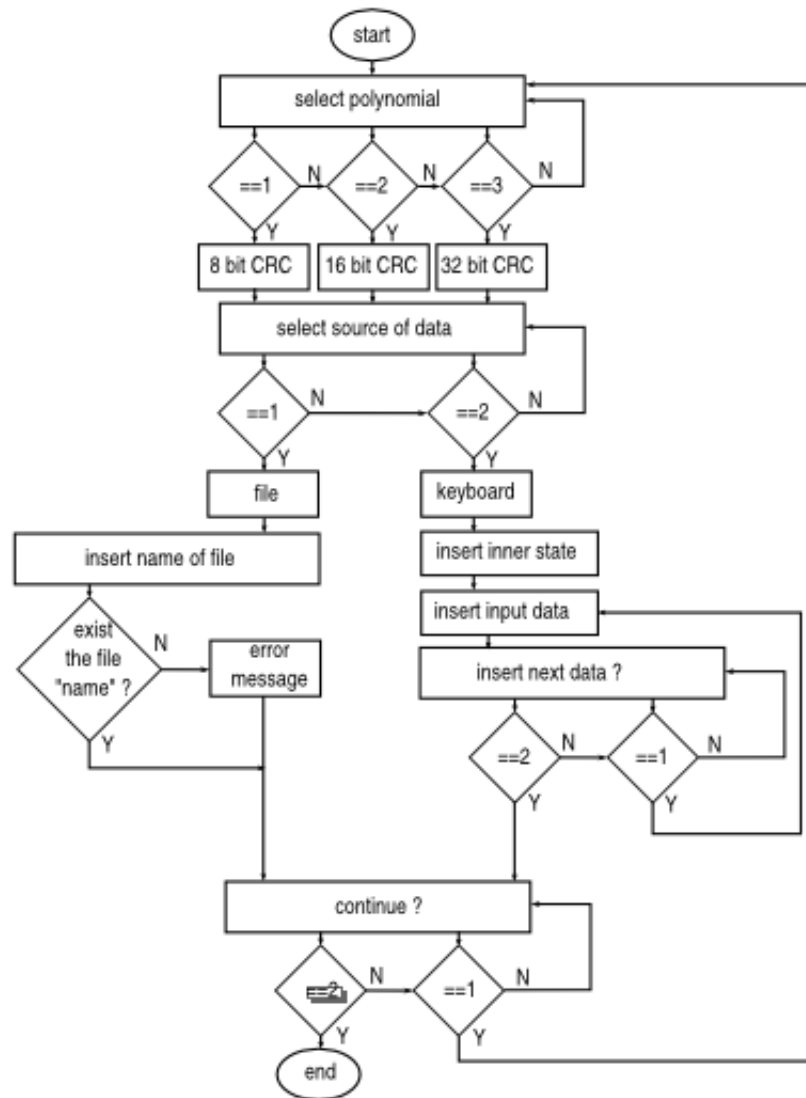 start
select polynomial
==1
N
==2
N
==3
N
Y
Y
Y
8 bit CRC
16 bit CRC
32 bit CRC
select source of data
==1
N
==2
N
Y
Y
file
keyboard
insert name of file
insert inner state
insert input data
exist
the file
"name" ?
N
Y
error
message
insert next data ?
==2
N
==1
N
Y
Y
continue ?
==2
N
==1
N
Y
Y
end